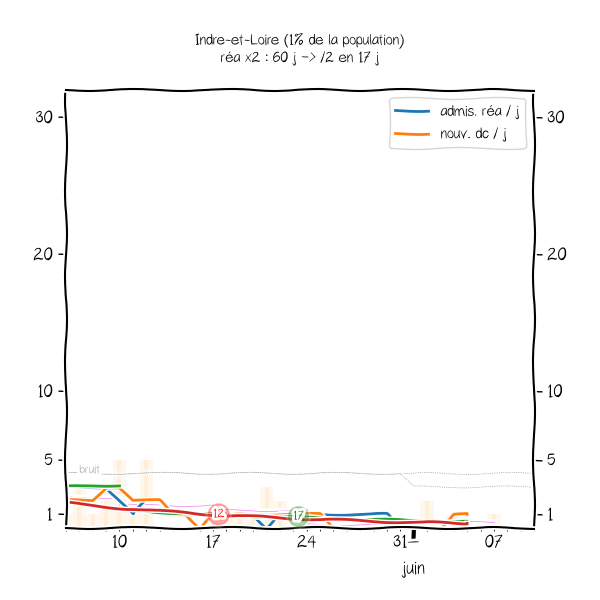 Indre-et-Loire (1% de la population)
réa x2 : 60 j -> /2 en 17 j
admis. réa / j
nouv. dc / j
30
30
20
20
10
10
5
5
bruit
1
1
12
17
10
17
24
31
07
juin